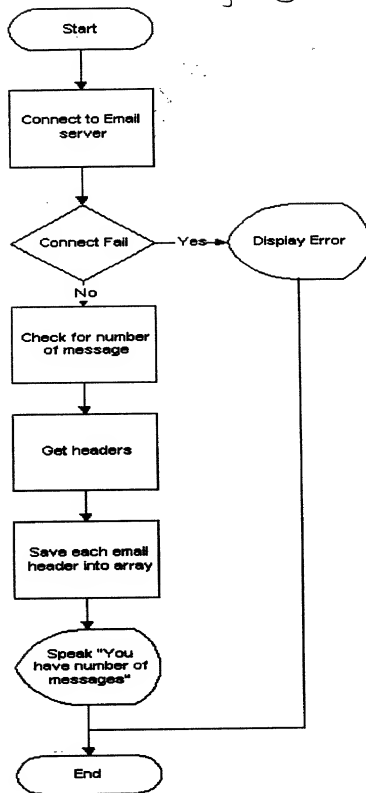 Start
Connect to Email
server
Connect Fail
Yes
Display Error
No
Check for number
of message
Get headers
Save each email
header into array
Speak "You
have number of
messages"
End